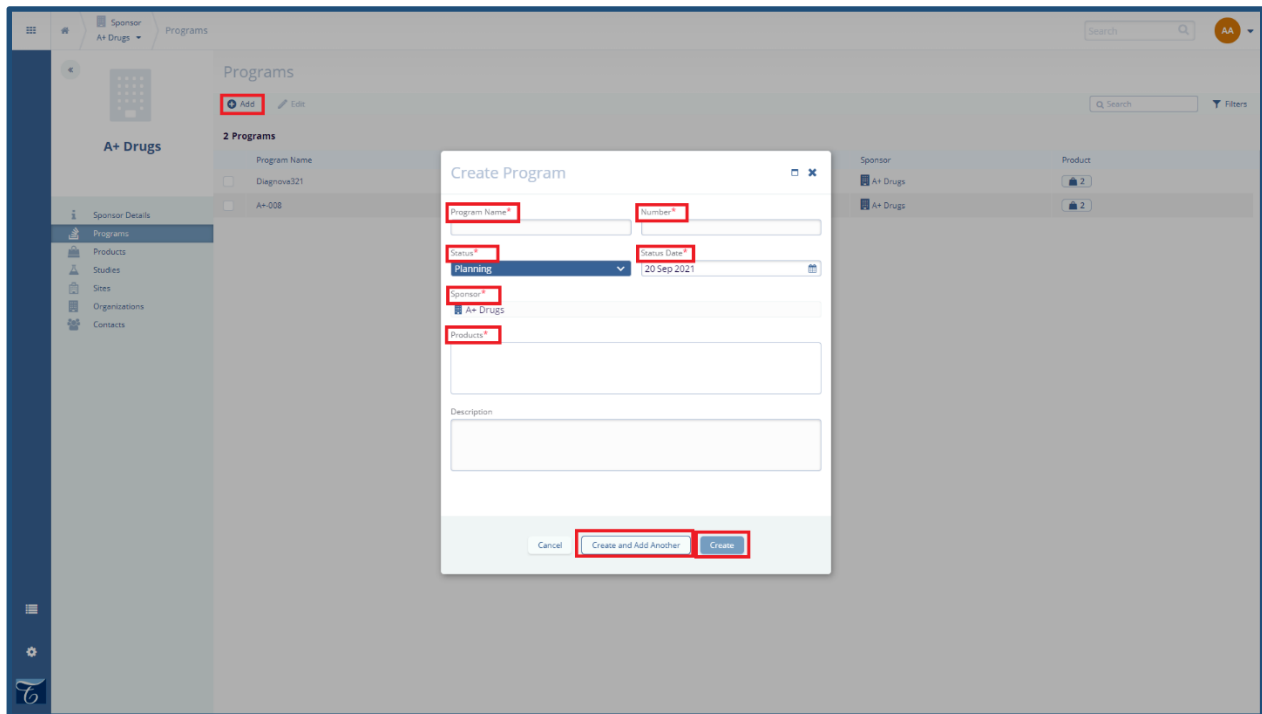 Sponsor
A+ Drugs
Programs
Search
AA
Programs
Add
Edit
Search
Filters
A+ Drugs
2 Programs
Program Name
Sponsor
Product
Diagnova321
A+ Drugs
2
A+-008
A+ Drugs
2
Sponsor Details
Programs
Products
Studies
Sites
Organizations
Contacts
Create Program
Program Name*
Number*
Status*
Status Date*
Planning
20 Sep 2021
Sponsor*
A+ Drugs
Products*
Description
Cancel
Create and Add Another
Create